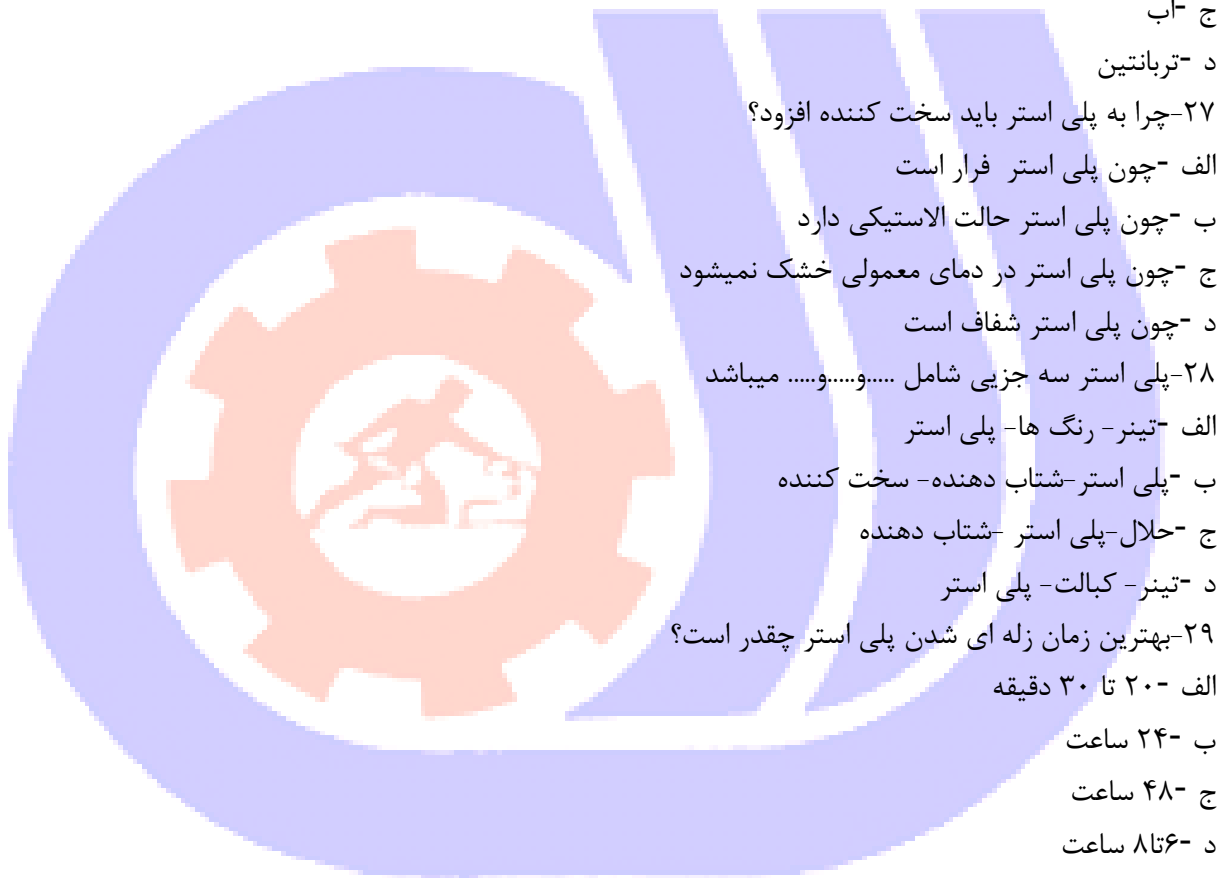 ج -آب
د -تربانتین
۲۷-چرا به پلی استر باید سخت کننده افزود؟
الف -چون پلی استر فرار است
ب -چون پلی استر حالت الاستیکی دارد
ج -چون پلی استر در دمای معمولی خشک نمیشود
د -چون پلی استر شفاف است
۲۸-پلی استر سه جزیی شامل .....و.....و..... میباشد
الف -تینر- رنگ ها- پلی استر
ب -پلی استر-شتاب دهنده- سخت کننده
ج -حلال-پلی استر -شتاب دهنده
د -تینر- کبالت- پلی استر
۲۹-بهترین زمان زله ای شدن پلی استر چقدر است؟
الف -۲۰ تا ۳۰ دقیقه
ب -۲۴ ساعت
ج -۴۸ ساعت
د -۶تا۸ ساعت